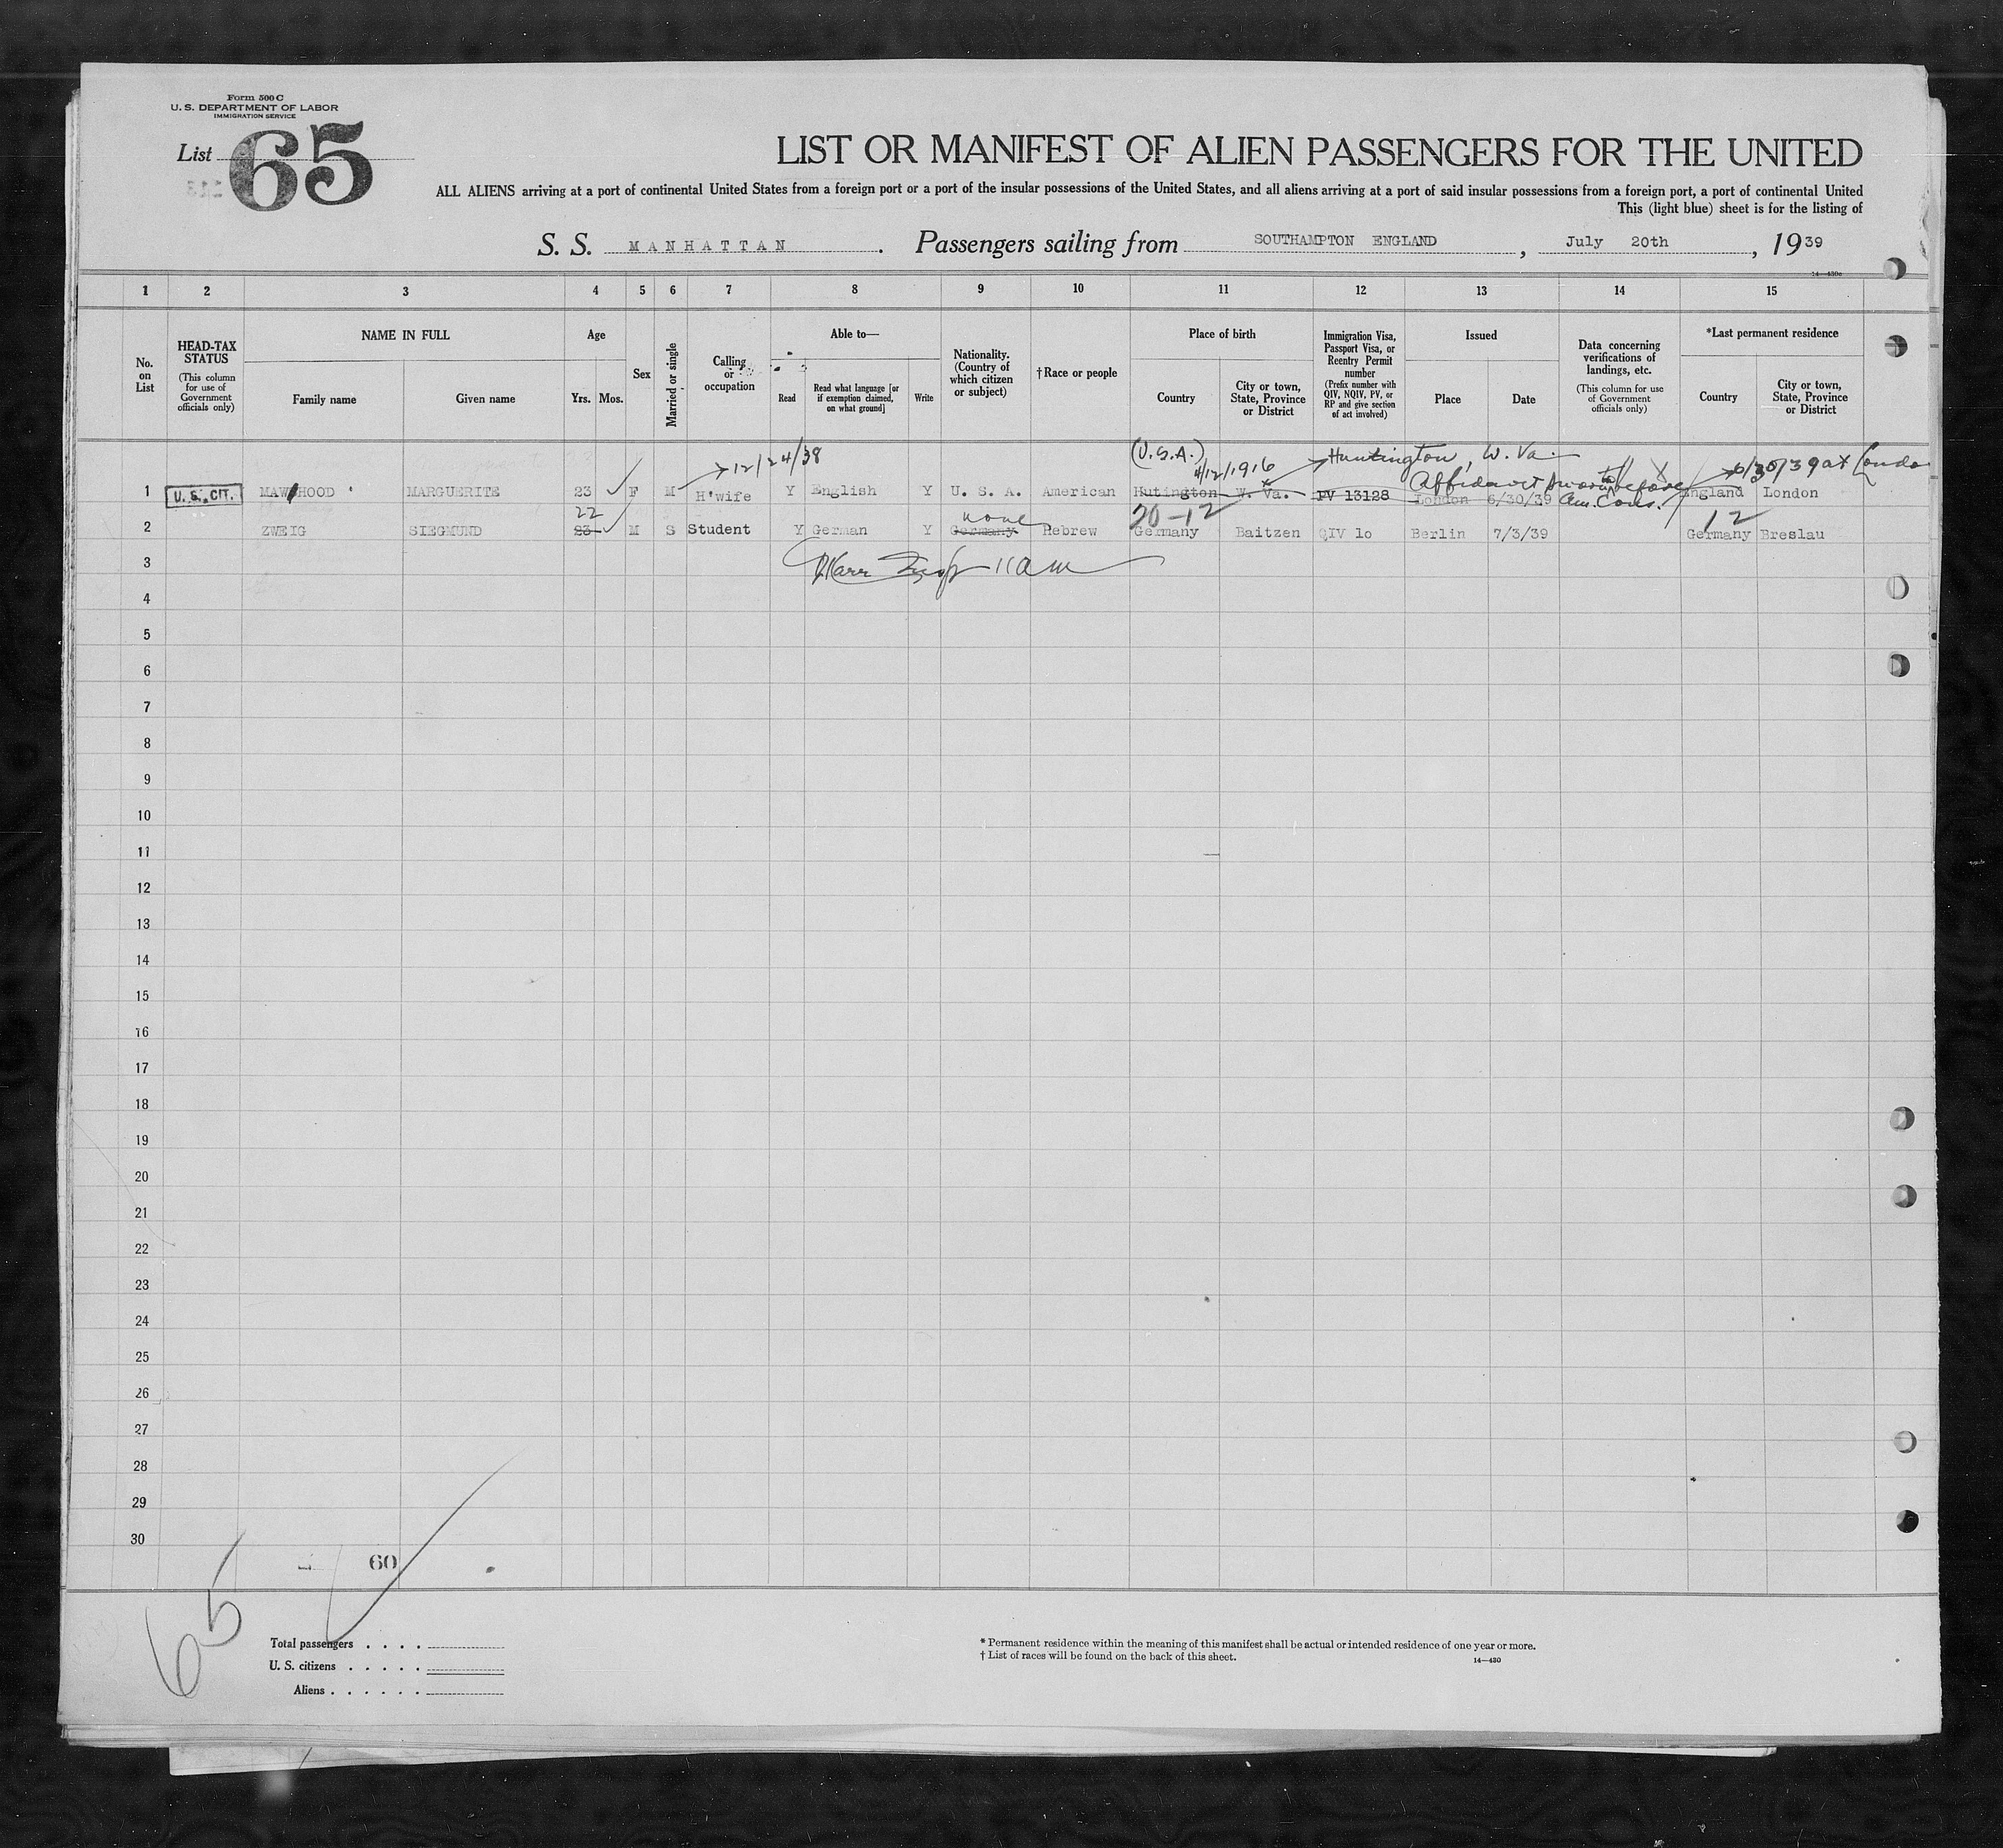 Form 500 C
U. S. DEPARTMENT OF LABOR
IMMIGRATION SERVICE
List 65
LIST OR MANIFEST OF ALIEN PASSENGERS FOR THE UNITED
ALL ALIENS arriving at a port of continental United States from a foreign port or a port of the insular possessions of the United States, and all aliens arriving at a port of said insular possessions from a foreign port, a port of continental United
This (light blue) sheet is for the listing of
S. S. MANHATTAN. Passengers sailing from SOUTHAMPTON ENGLAND, July 20th, 1939
14—430c
1 2 3 4 5 6 7 8 9 10 11 12 13 14 15
No. on List
HEAD-TAX STATUS
(This column for use of Government officials only)
NAME IN FULL
Family name
Given name
Age
Yrs.
Mos.
Sex
Married or single
Calling or occupation
Able to—
Read
Read what language [or if exemption claimed, on what ground]
Write
Nationality. (Country of which citizen or subject)
†Race or people
Place of birth
Country
City or town, State, Province or District
Immigration Visa, Passport Visa, or Reentry Permit number
(Prefix number with QIV, NQIV, PV, or RP and give section of act involved)
Issued
Place
Date
Data concerning verifications of landings, etc.
(This column for use of Government officials only)
*Last permanent residence
Country
City or town, State, Province or District
12/24/38 (U.S.A.) 4/12/1916 Huntington, W. Va. 6/30/39 at London
Affidavit sworn to before Am. Cons.
1 U. S. CIT. MAWHOOD MARGUERITE 23 F M H'wife Y English Y U. S. A. American Hutington W. Va. PV 13128 London 6/30/39 England London
22 none 20-12 12
2 ZWEIG SIEGMUND 23 M S Student Y German Y Germany Hebrew Germany Baitzen QIV 10 Berlin 7/3/39 Germany Breslau
3 11 am
4
5
6
7
8
9
10
11
12
13
14
15
16
17
18
19
20
21
22
23
24
25
26
27
28
29
30
60
65
Total passengers
U. S. citizens
Aliens
* Permanent residence within the meaning of this manifest shall be actual or intended residence of one year or more.
† List of races will be found on the back of this sheet.
14—430